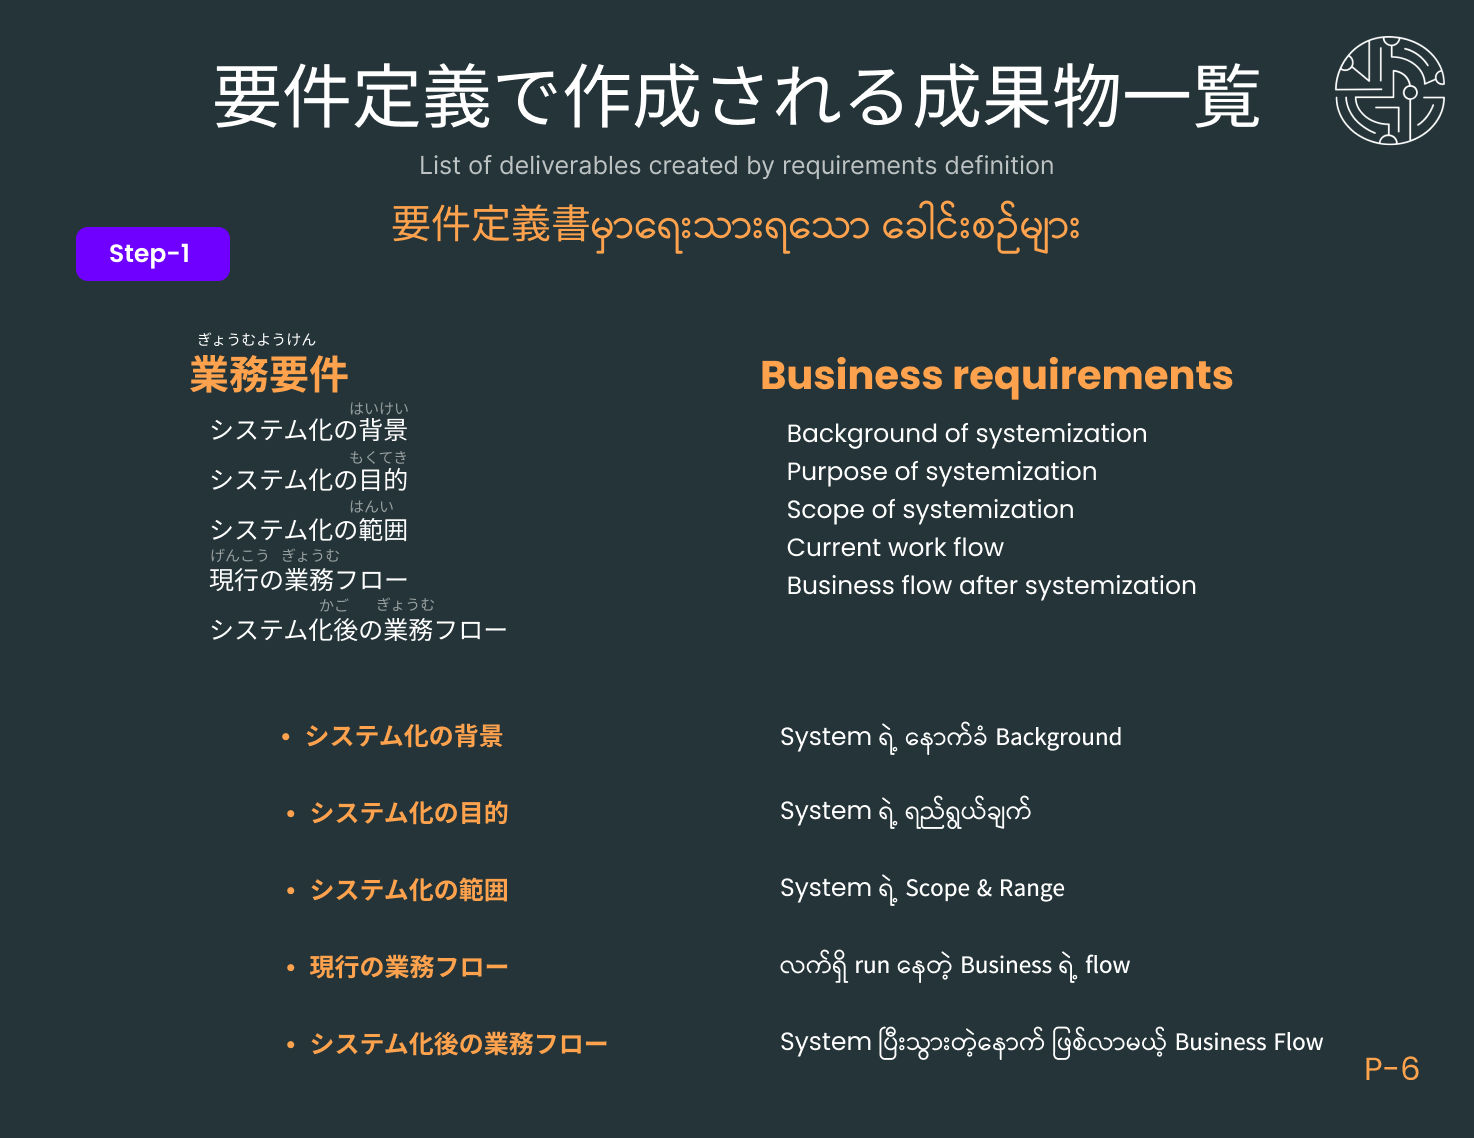 要件定義で作成される成果物一覧
List of deliverables created by requirements definition
要件定義書မှာရေးသားရသော ခေါင်းစဉ်များ
Step-1
ぎょうむようけん
業務要件
はいけい
システム化の背景
もくてき
システム化の目的
はんい
システム化の範囲
げんこう ぎょうむ
現行の業務フロー
かご ぎょうむ
システム化後の業務フロー
Business requirements
Background of systemization
Purpose of systemization
Scope of systemization
Current work flow
Business flow after systemization
• システム化の背景
System ရဲ့ နောက်ခံ Background
• システム化の目的
System ရဲ့ ရည်ရွယ်ချက်
• システム化の範囲
System ရဲ့ Scope & Range
• 現行の業務フロー
လက်ရှိ run နေတဲ့ Business ရဲ့ flow
• システム化後の業務フロー
System ပြီးသွားတဲ့နောက် ဖြစ်လာမယ့် Business Flow
P-6